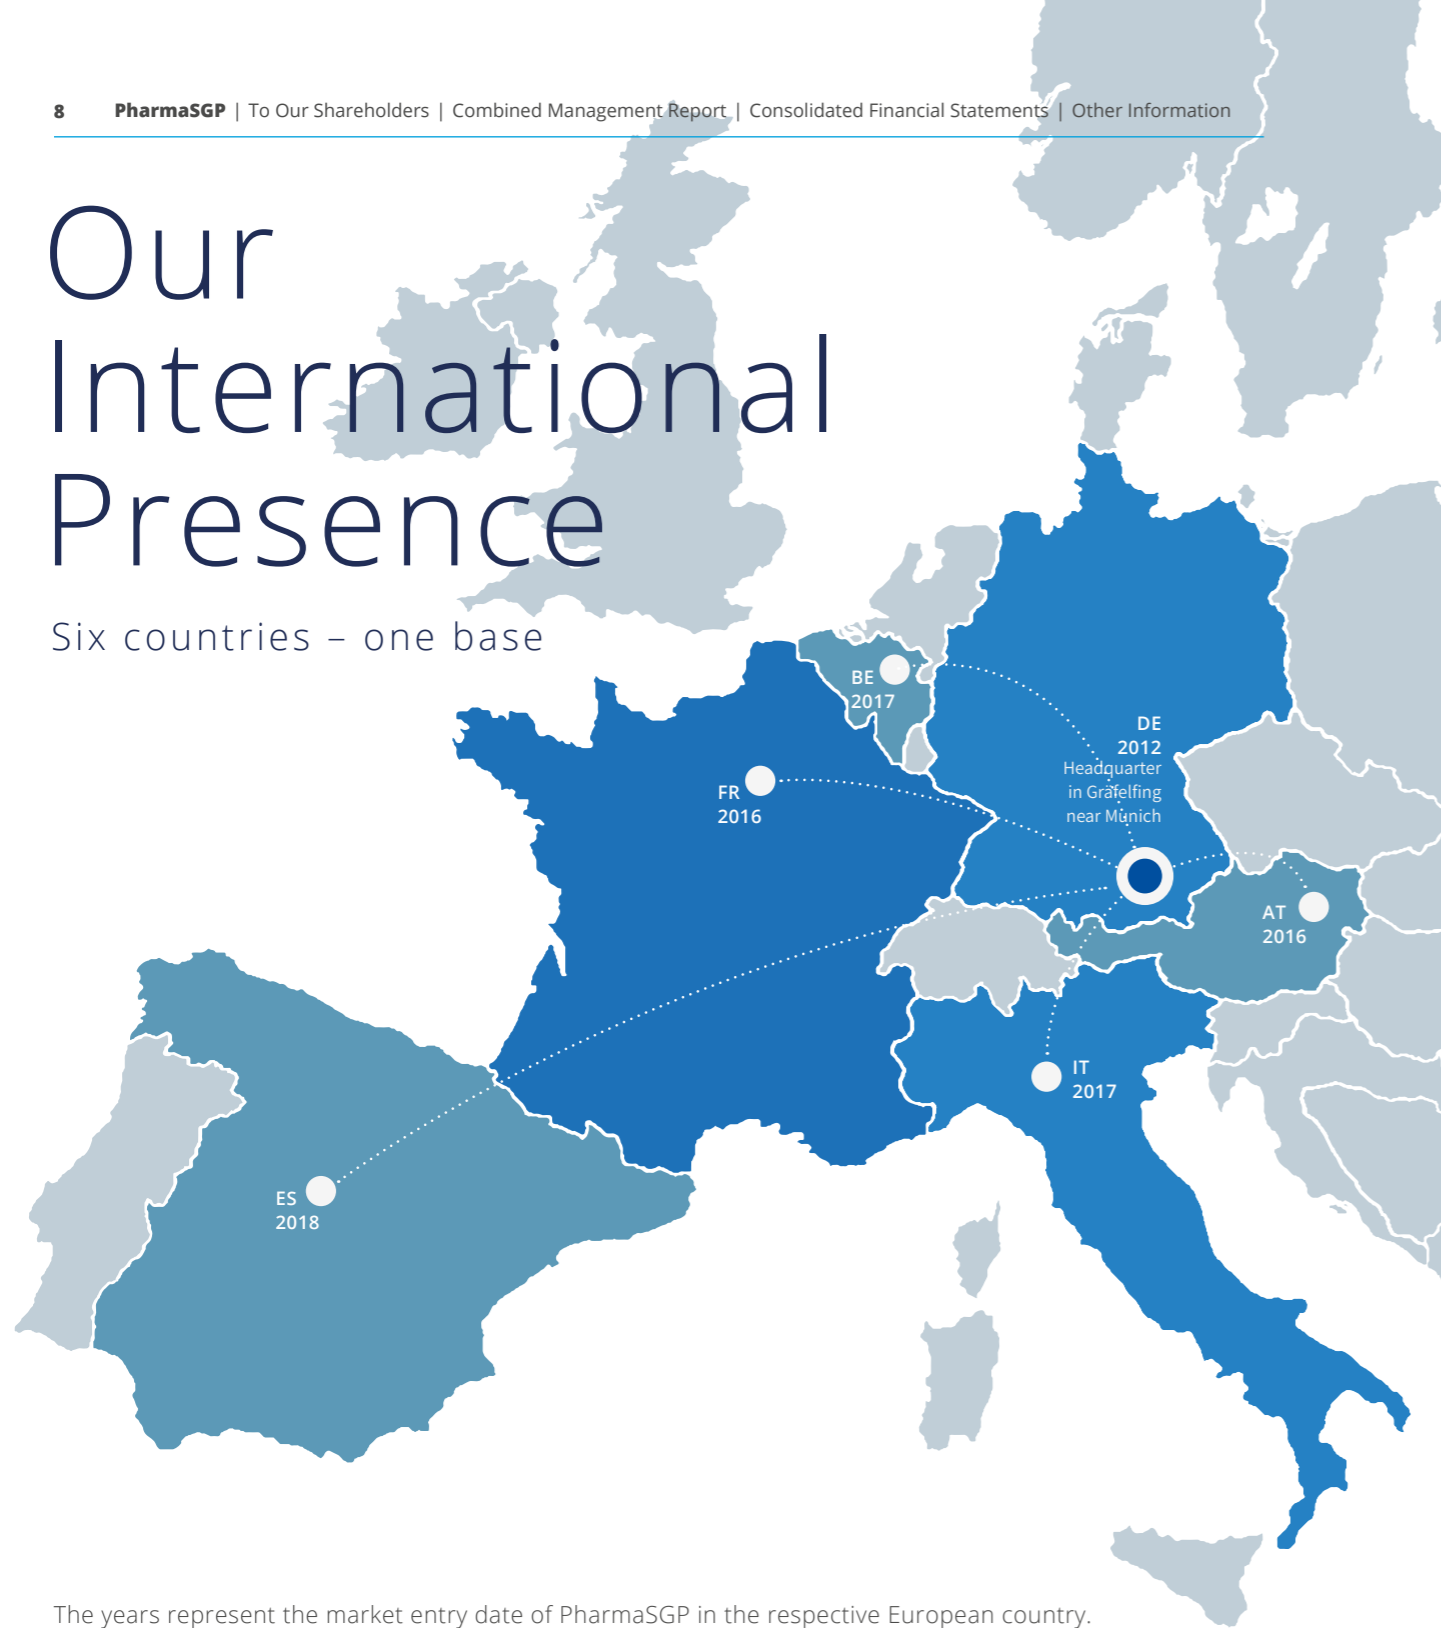 8 PharmaSGP | To Our Shareholders | Combined Management Report | Consolidated Financial Statements | Other Information
Our
International
Presence
Six countries – one base
BE
2017
DE
2012
Headquarter
in Gräfelfing
near Munich
FR
2016
AT
2016
IT
2017
ES
2018
The years represent the market entry date of PharmaSGP in the respective European country.